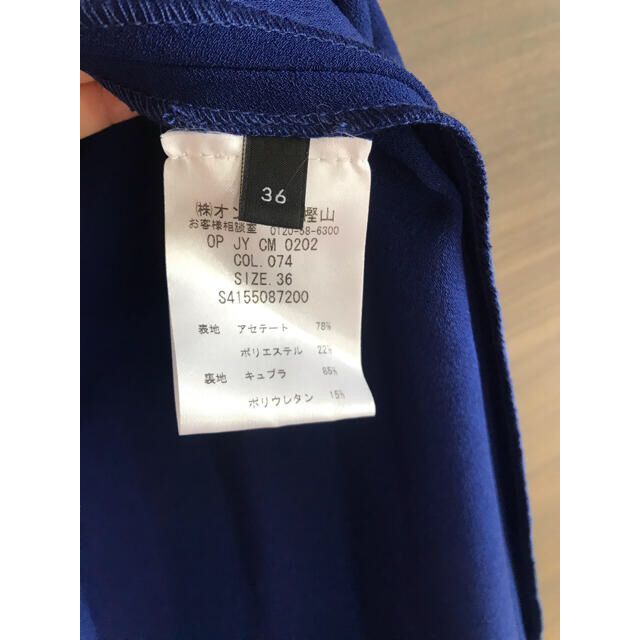 36
㈱オン 樫山
お客様相談室 0120-58-6300
OP JY CM 0202
COL.074
SIZE.36
S4155087200
表地 アセテート 78%
ポリエステル 22%
裏地 キュプラ 85%
ポリウレタン 15%